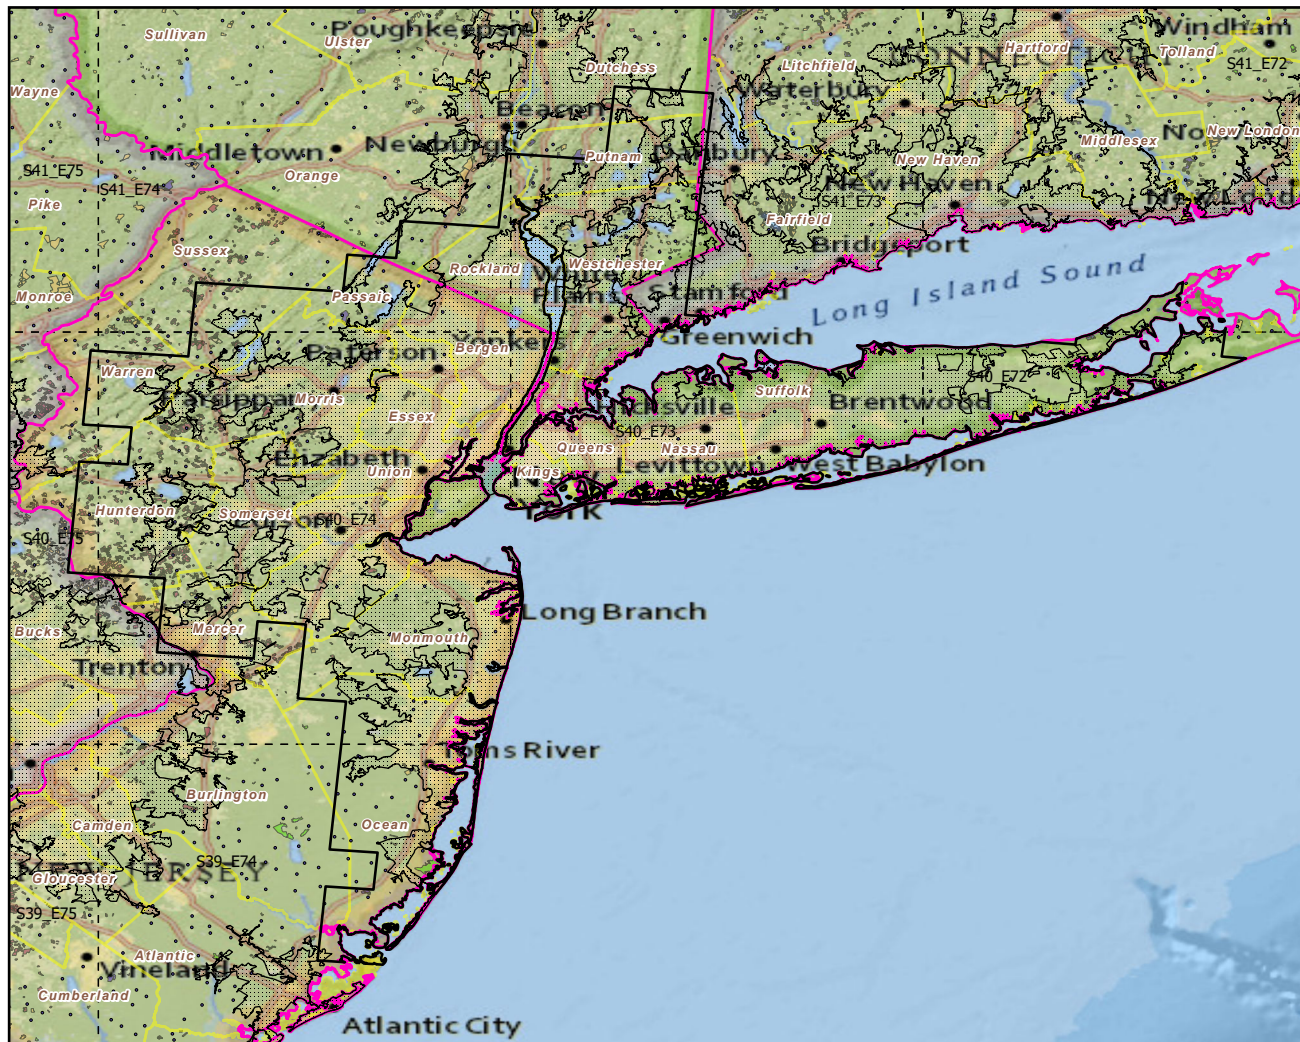 Sullivan
Ulster
Poughkeepsie
Dutchess
Litchfield
CONNECTICUT
Hartford
Windham
Tolland
S41_E72
Wayne
Beacon
Waterbury
Middletown
Newburgh
Putnam
Danbury
New Haven
Middlesex
New London
S41_E75
S41_E74
Orange
New Haven
S41_E73
Pike
Fairfield
Bridgeport
Sussex
Rockland
Westchester
White
Plains
Stamford
Long Island Sound
Monroe
Passaic
Greenwich
Paterson
Bergen
Warren
Parsippany
Morris
Essex
Suffolk
S40_E72
Hicksville
Brentwood
S40_E73
Queens
Nassau
Elizabeth
Union
Kings
Levittown
West Babylon
Hunterdon
Somerset
Edison
S40_E74
York
S40_E75
Long Branch
Bucks
Mercer
Monmouth
Trenton
Toms River
Burlington
Camden
Ocean
S39_E74
JERSEY
Gloucester
S39_E75
Atlantic
Vineland
Cumberland
Atlantic City